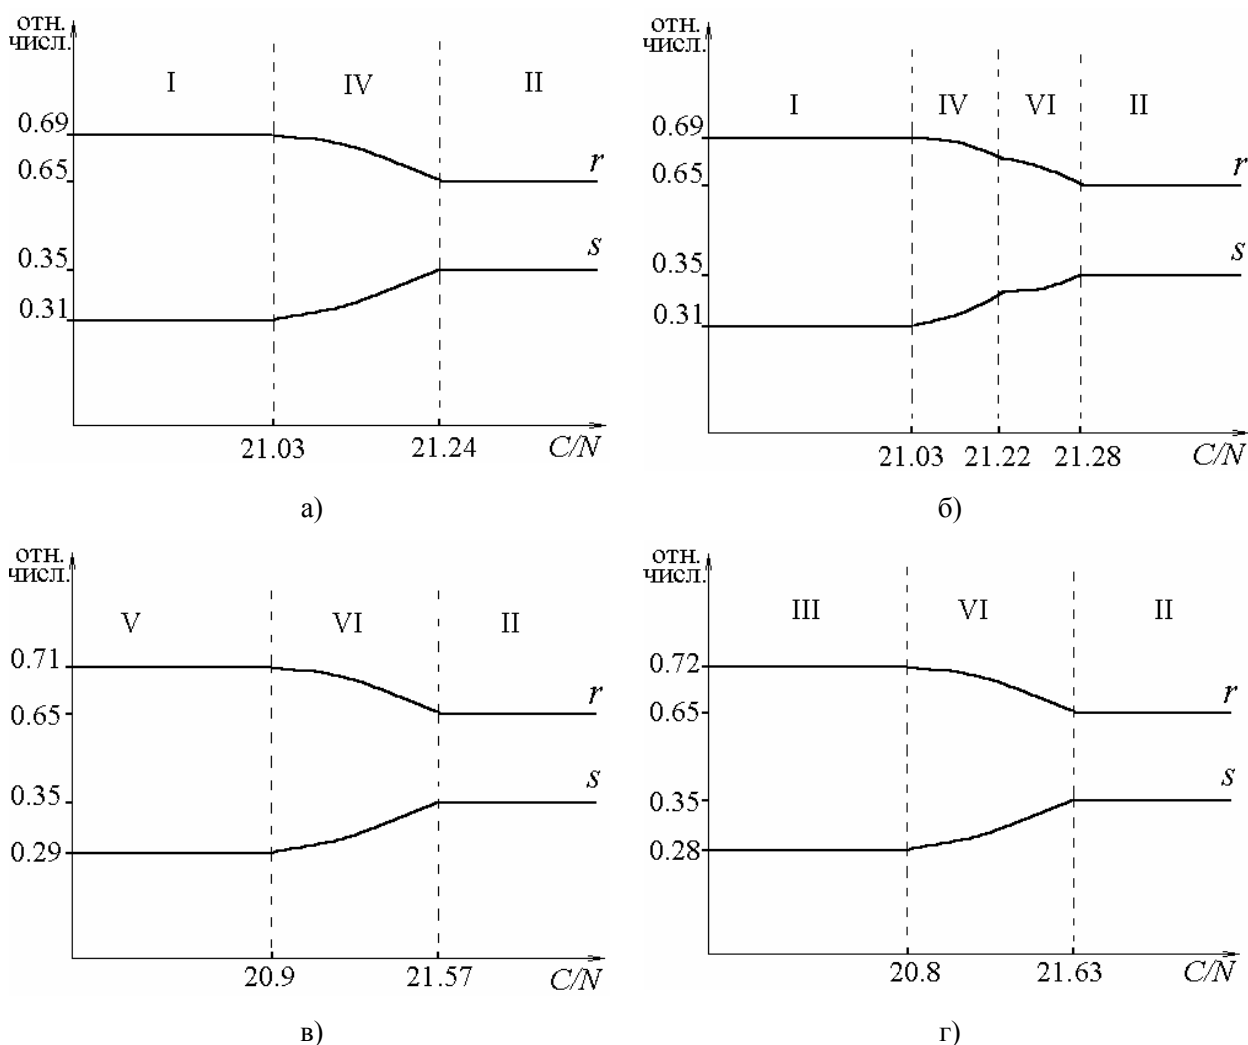 отн.
числ.
I
IV
II
0.69
0.65
r
0.35
s
0.31
21.03
21.24
C/N
а)
отн.
числ.
I
IV
VI
II
0.69
0.65
r
0.35
s
0.31
21.03
21.22
21.28
C/N
б)
отн.
числ.
V
VI
II
0.71
0.65
r
0.35
s
0.29
20.9
21.57
C/N
в)
отн.
числ.
III
VI
II
0.72
0.65
r
0.35
s
0.28
20.8
21.63
C/N
г)